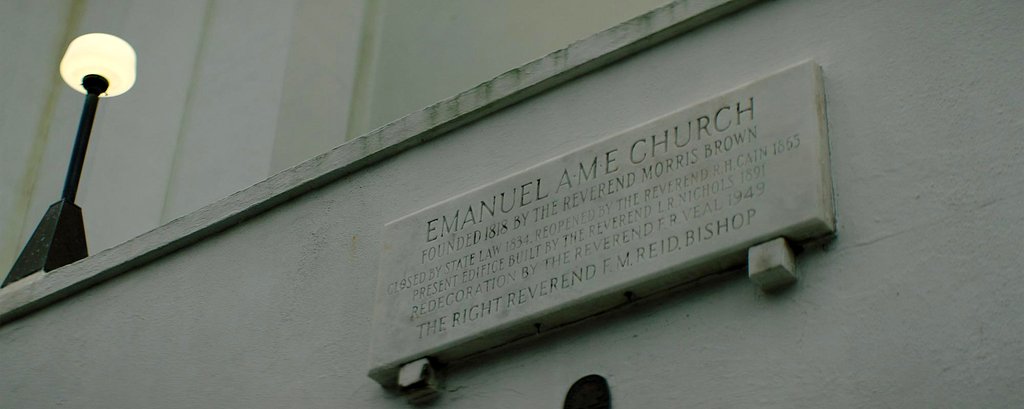 EMANUEL A·M·E CHURCH
FOUNDED 1818 BY THE REVEREND MORRIS BROWN
CLOSED BY STATE LAW 1834. REOPENED BY THE REVEREND R.H. CAIN 1865
PRESENT EDIFICE BUILT BY THE REVEREND L.R. NICHOLS 1891
REDECORATION BY THE REVEREND F.R. VEAL 1949
THE RIGHT REVEREND F. M. REID, BISHOP